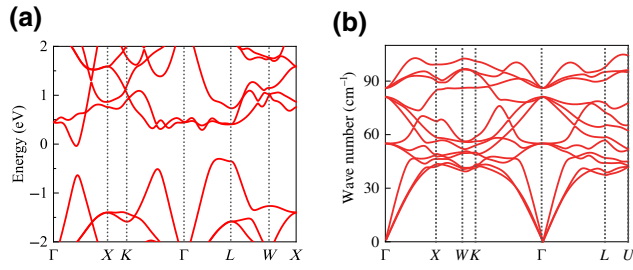 (a)
2
1
0
−1
−2
Energy (eV)
Γ X K Γ L W X
(b)
90
60
30
0
Wave number (cm⁻¹)
Γ X W K Γ L U